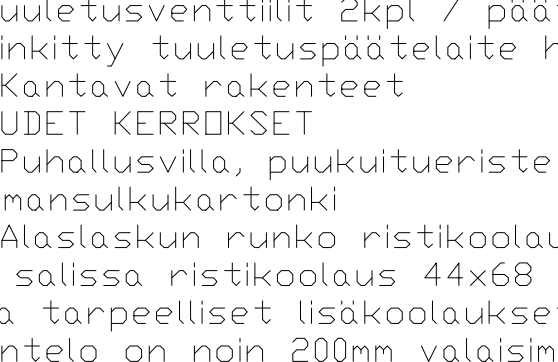 uuletusventtiilit 2kpl / pää
inkitty tuuletuspäätelaite h
Kantavat rakenteet
UDET KERROKSET
Puhallusvilla, puukuitueriste
mansulkukartonki
Alaslaskun runko ristikoolau
salissa ristikoolaus 44x68
a tarpeelliset lisäkoolaukse
ntelo on noin 200mm valaisim